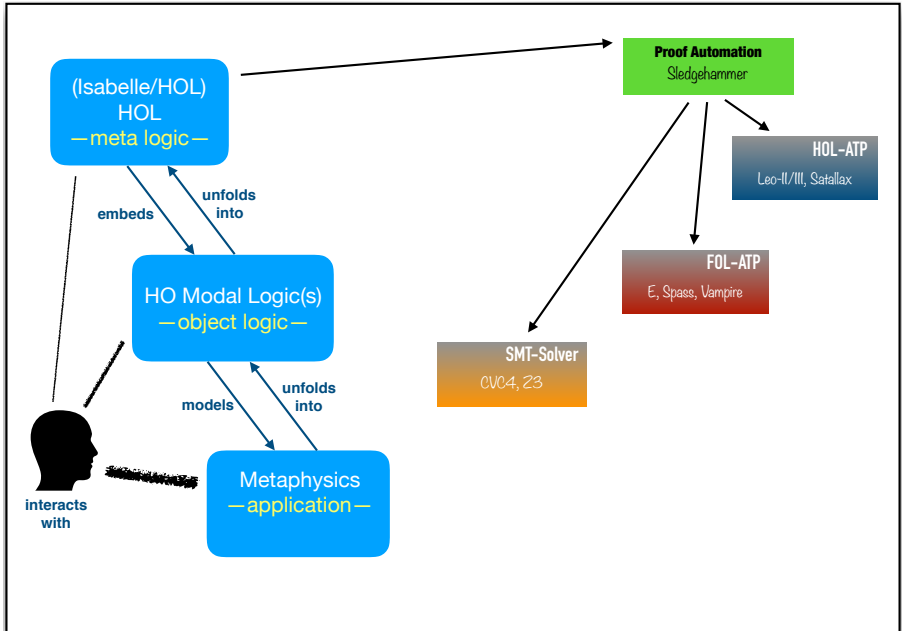 (Isabelle/HOL)
HOL
—meta logic—
embeds
unfolds
into
HO Modal Logic(s)
—object logic—
models
unfolds
into
Metaphysics
—application—
interacts
with
Proof Automation
Sledgehammer
HOL-ATP
Leo-II/III, Satallax
FOL-ATP
E, Spass, Vampire
SMT-Solver
CVC4, Z3